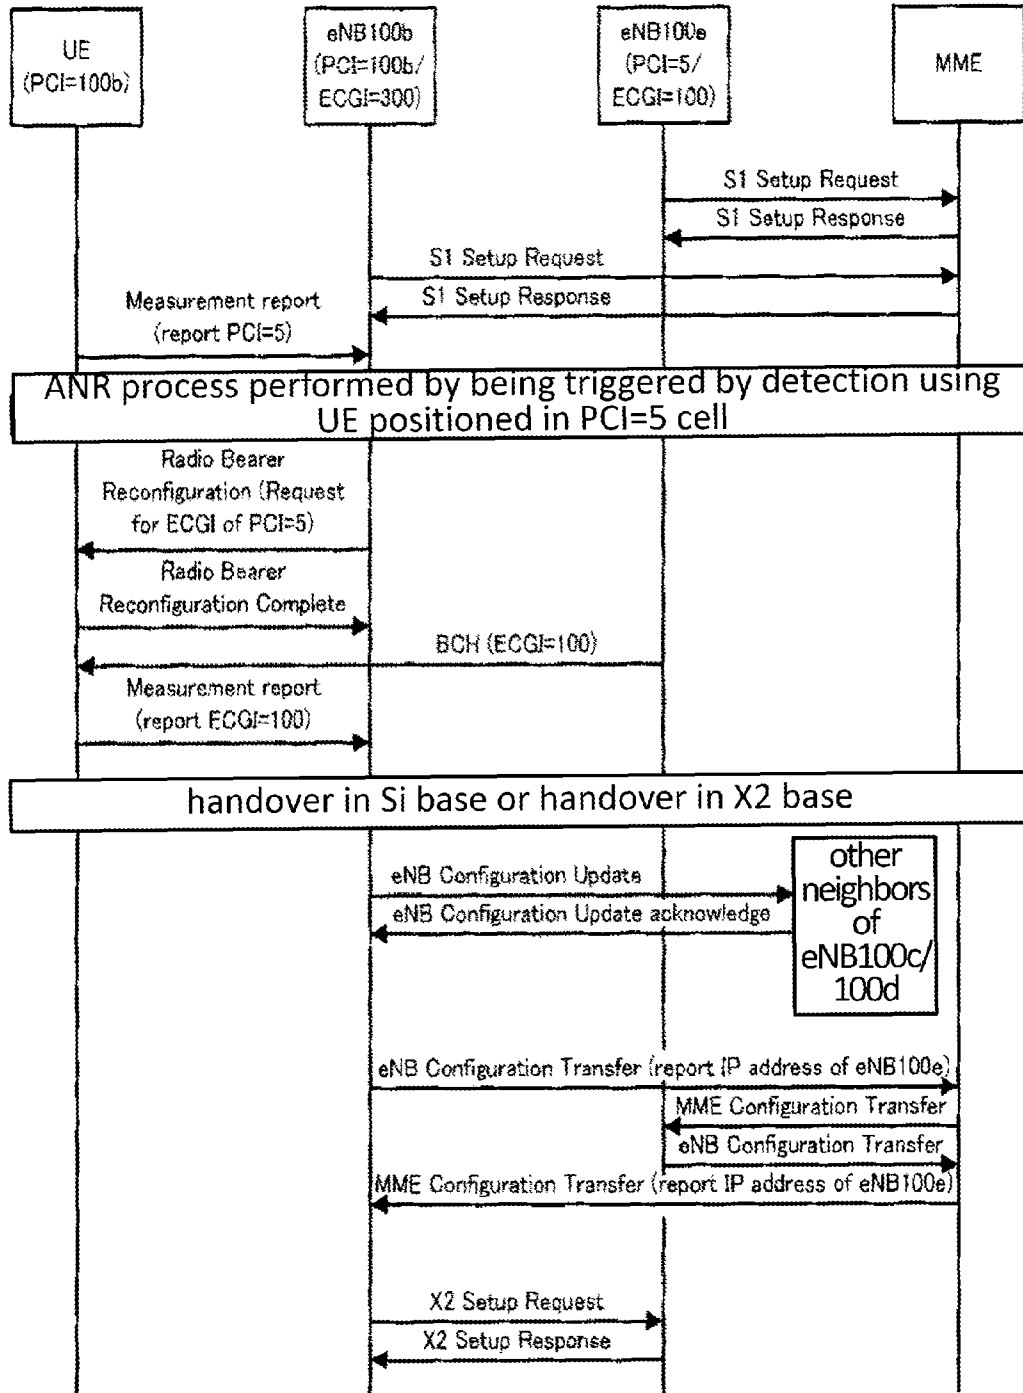 UE
(PCI=100b)
eNB100b
(PCI=100b/
ECGI=300)
eNB100e
(PCI=5/
ECGI=100)
MME
S1 Setup Request
S1 Setup Response
S1 Setup Request
S1 Setup Response
Measurement report
(report PCI=5)
ANR process performed by being triggered by detection using
UE positioned in PCI=5 cell
Radio Bearer
Reconfiguration (Request
for ECGI of PCI=5)
Radio Bearer
Reconfiguration Complete
BCH (ECGI=100)
Measurement report
(report ECGI=100)
handover in Si base or handover in X2 base
eNB Configuration Update
eNB Configuration Update acknowledge
other
neighbors
of
eNB100c/
100d
eNB Configuration Transfer (report IP address of eNB100e)
MME Configuration Transfer
eNB Configuration Transfer
MME Configuration Transfer (report IP address of eNB100e)
X2 Setup Request
X2 Setup Response